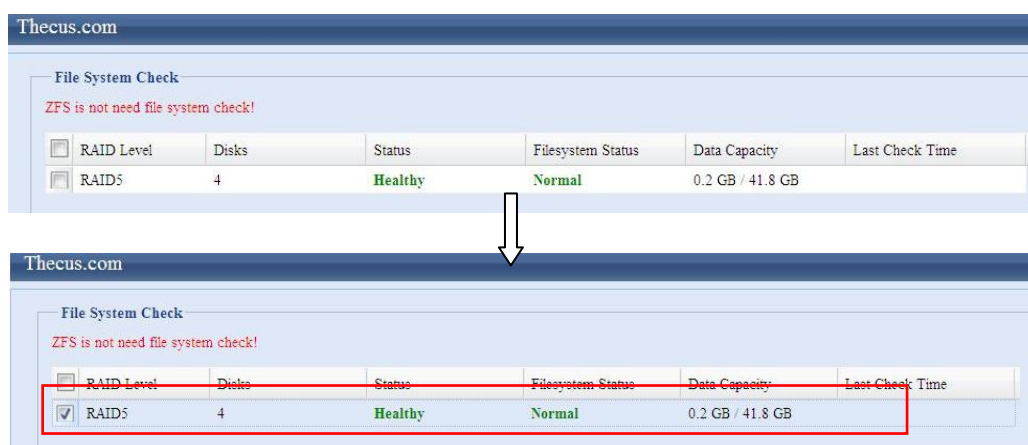 Thecus.com
File System Check
ZFS is not need file system check!
RAID Level Disks Status Filesystem Status Data Capacity Last Check Time
RAID5 4 Healthy Normal 0.2 GB / 41.8 GB
Thecus.com
File System Check
ZFS is not need file system check!
RAID Level Disks Status Filesystem Status Data Capacity Last Check Time
RAID5 4 Healthy Normal 0.2 GB / 41.8 GB